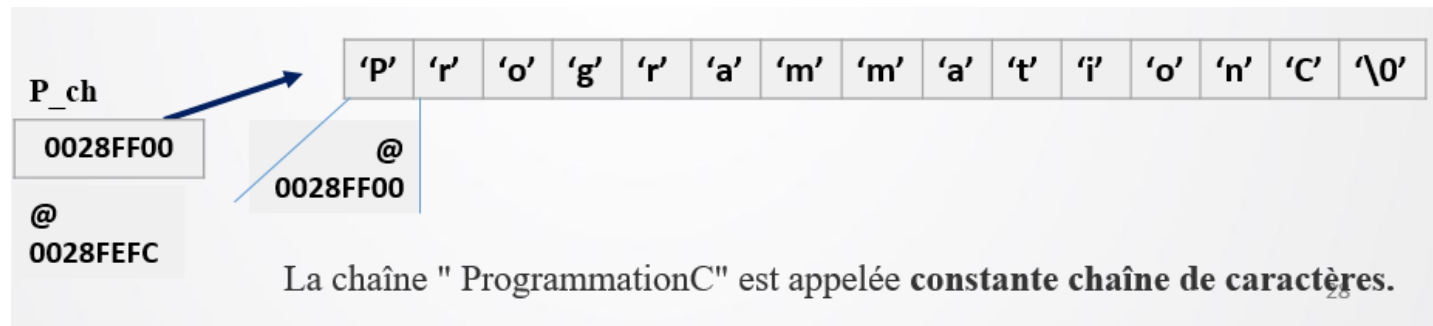 ‘P’ ‘r’ ‘o’ ‘g’ ‘r’ ‘a’ ‘m’ ‘m’ ‘a’ ‘t’ ‘i’ ‘o’ ‘n’ ‘C’ ‘\0’
P_ch
0028FF00
@
0028FF00
@
0028FEFC
La chaîne " ProgrammationC" est appelée constante chaîne de caractères.
28